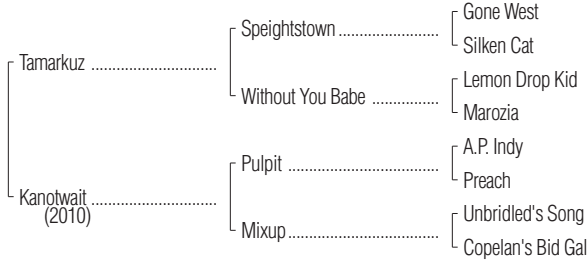 Gone West
Speightstown
Silken Cat
Tamarkuz
Lemon Drop Kid
Without You Babe
Marozia
A.P. Indy
Pulpit
Preach
Kanotwait
(2010)
Unbridled's Song
Mixup
Copelan's Bid Gal